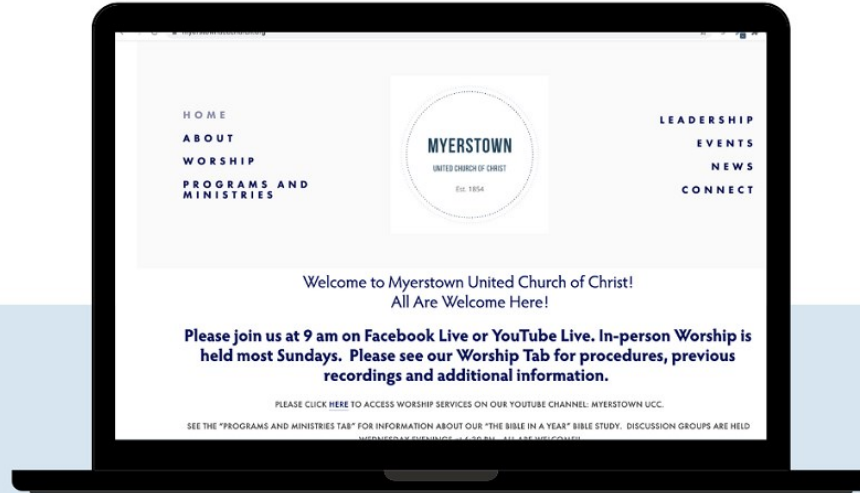 HOME
ABOUT
WORSHIP
PROGRAMS AND
MINISTRIES
MYERSTOWN
UNITED CHURCH OF CHRIST
Est. 1854
LEADERSHIP
EVENTS
NEWS
CONNECT
Welcome to Myerstown United Church of Christ!
All Are Welcome Here!
Please join us at 9 am on Facebook Live or YouTube Live. In-person Worship is
held most Sundays. Please see our Worship Tab for procedures, previous
recordings and additional information.
PLEASE CLICK HERE TO ACCESS WORSHIP SERVICES ON OUR YOUTUBE CHANNEL: MYERSTOWN UCC.
SEE THE "PROGRAMS AND MINISTRIES TAB" FOR INFORMATION ABOUT OUR "THE BIBLE IN A YEAR" BIBLE STUDY. DISCUSSION GROUPS ARE HELD